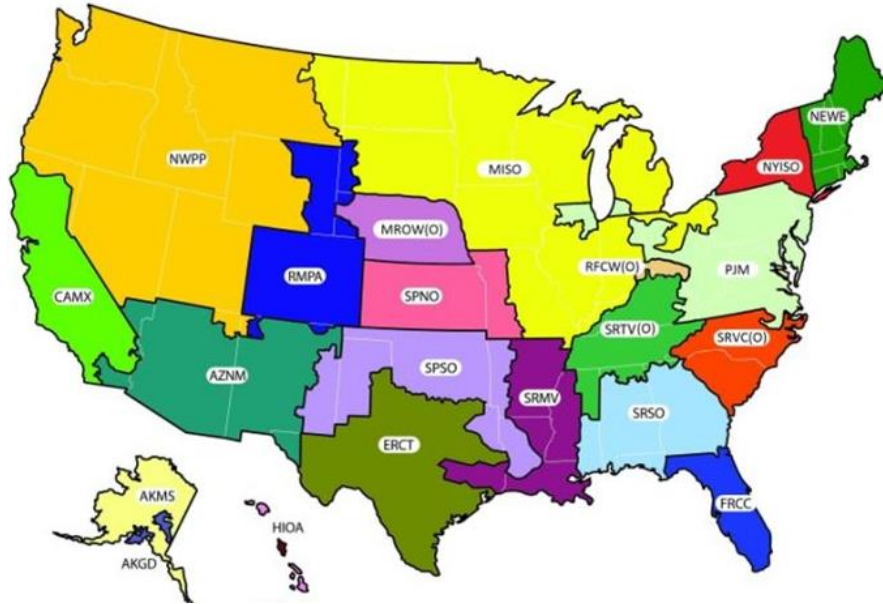 NEWE
NYISO
NWPP
MISO
MROW(O)
RFCW(O)
PJM
RMPA
CAMX
SPNO
SRTV(O)
SRVC(O)
SPSO
AZNM
SRMV
SRSO
ERCT
AKMS
HIOA
FRCC
AKGD